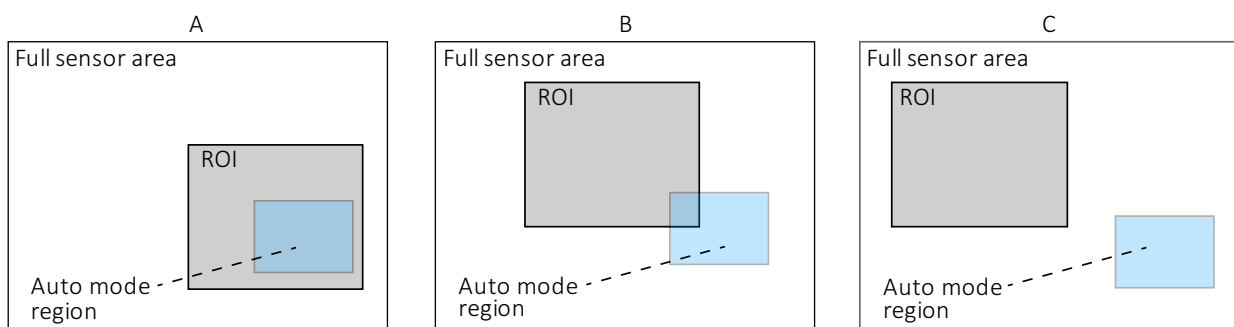 A
Full sensor area
ROI
Auto mode
region
B
Full sensor area
ROI
Auto mode
region
C
Full sensor area
ROI
Auto mode
region